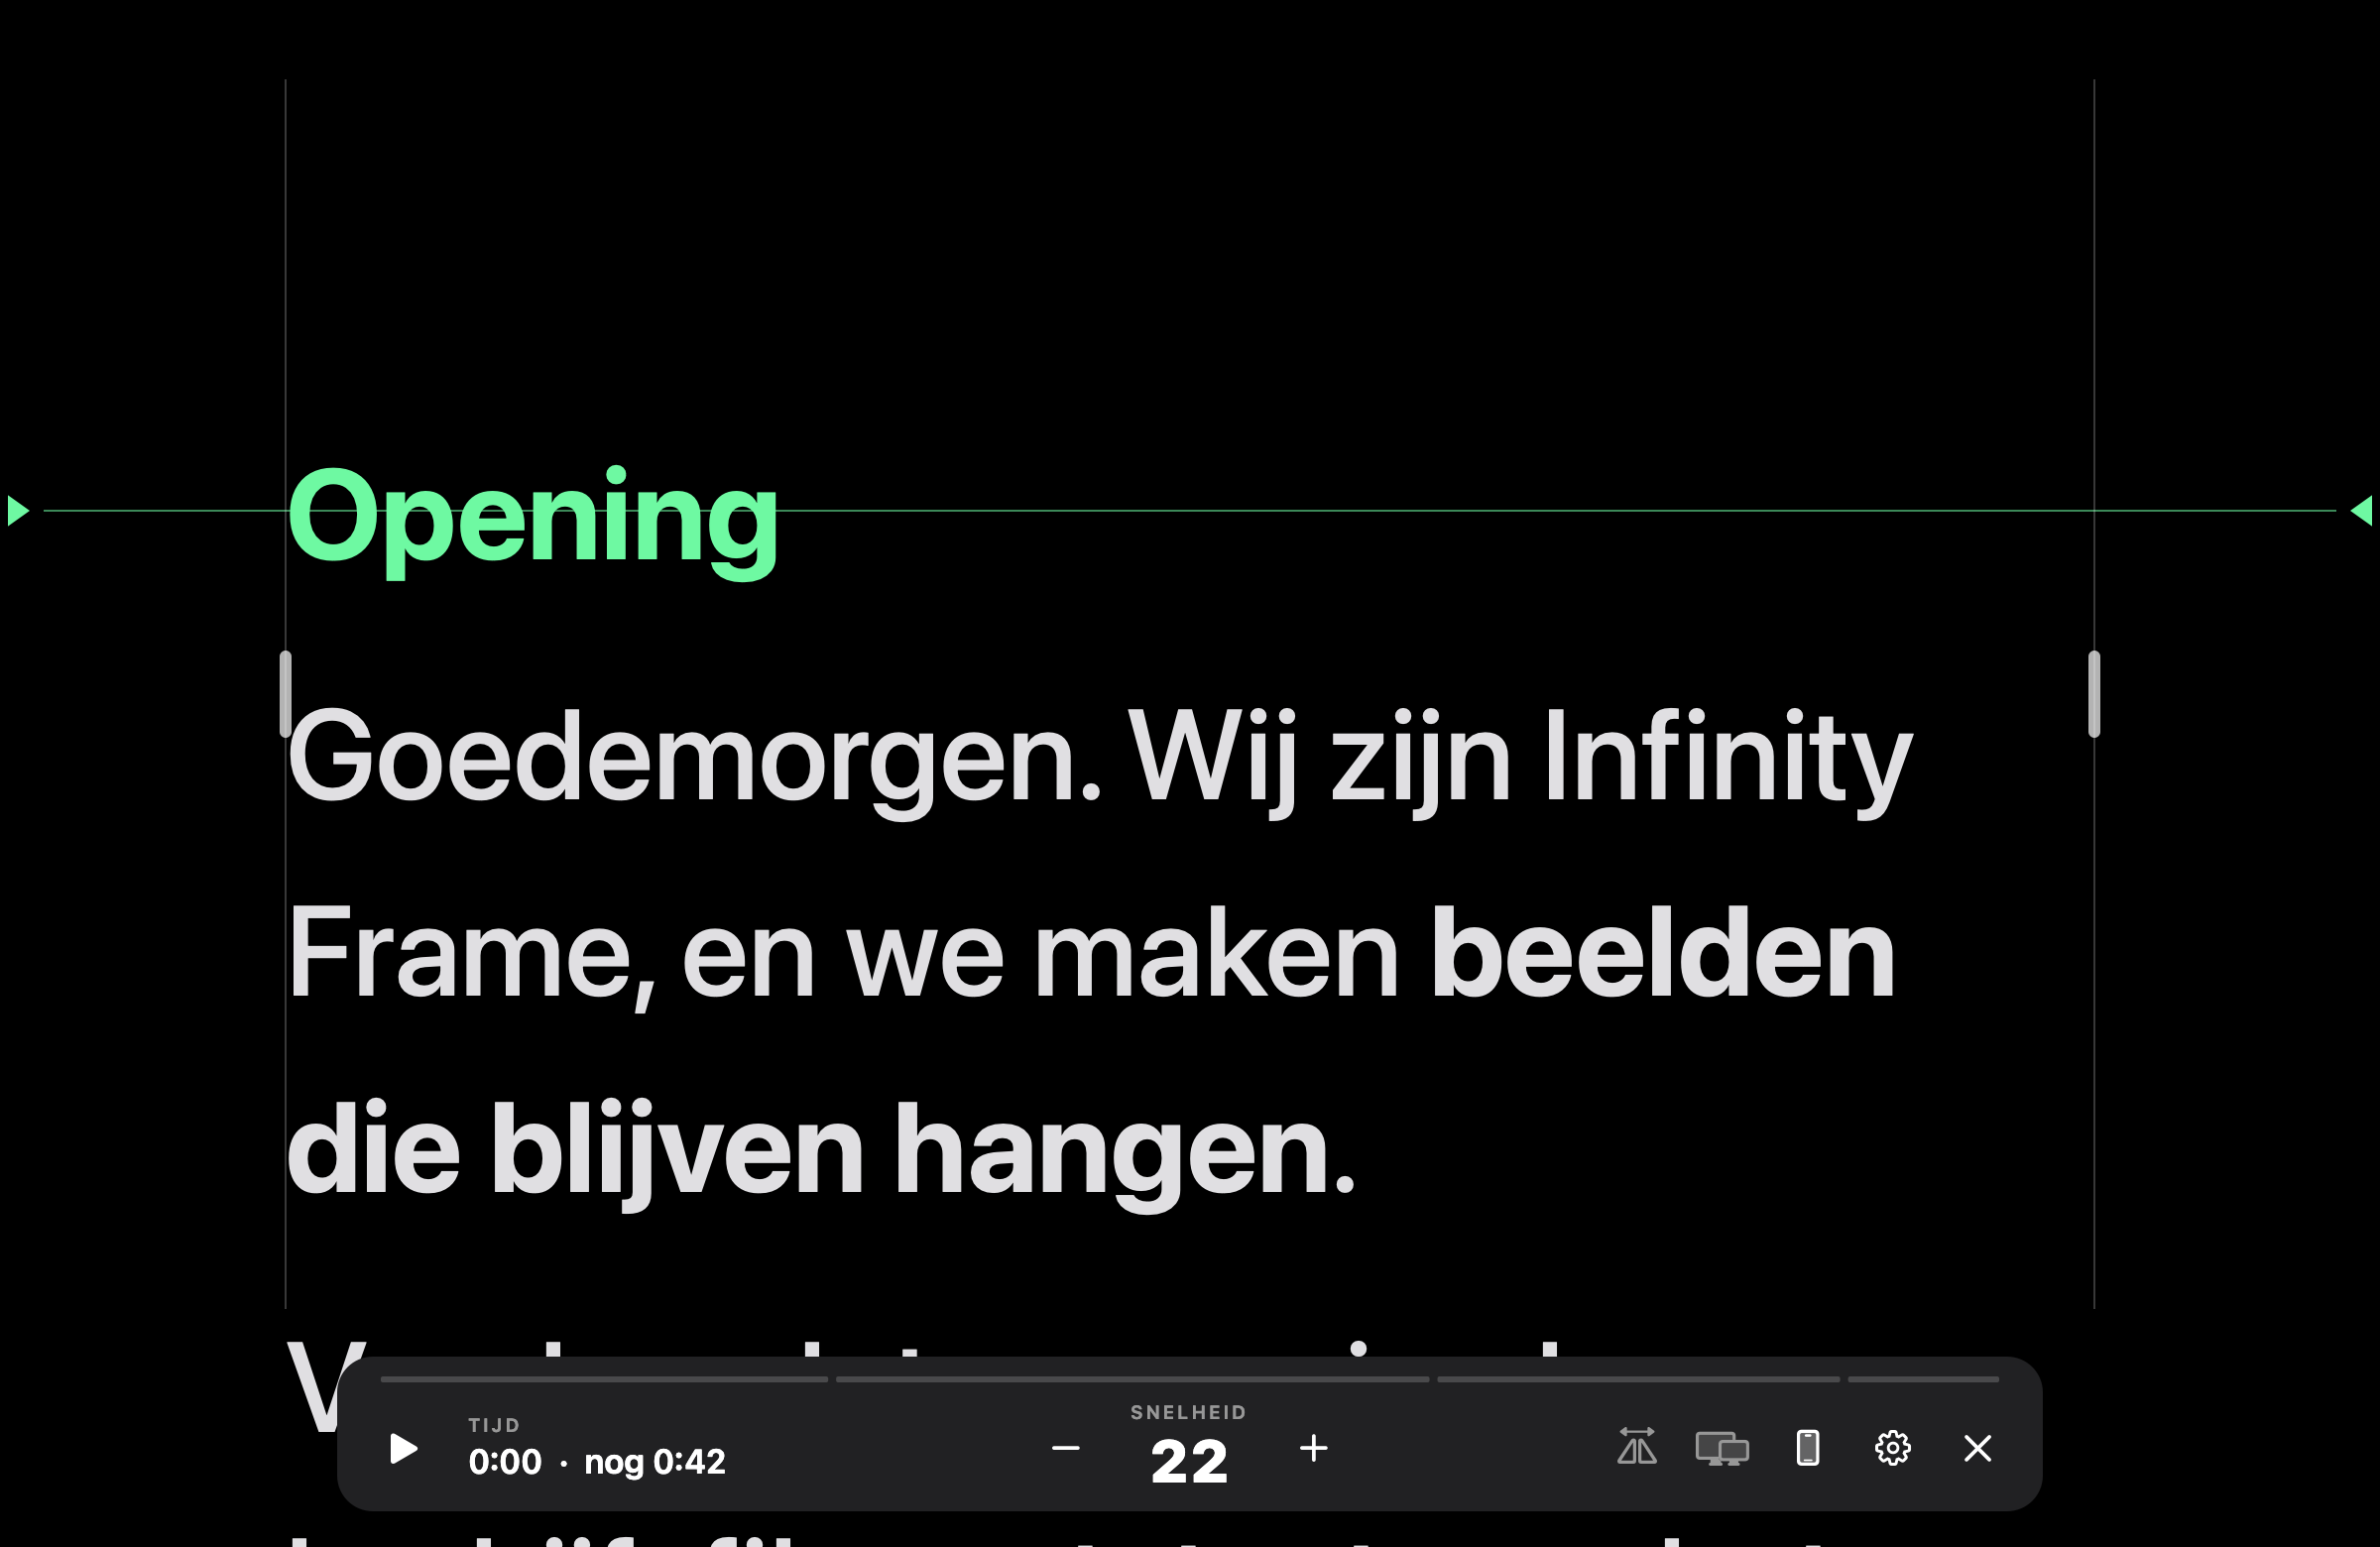 Opening
Goedemorgen. Wij zijn Infinity
Frame, en we maken beelden
die blijven hangen.
TIJD
0:00 · nog 0:42
SNELHEID
22